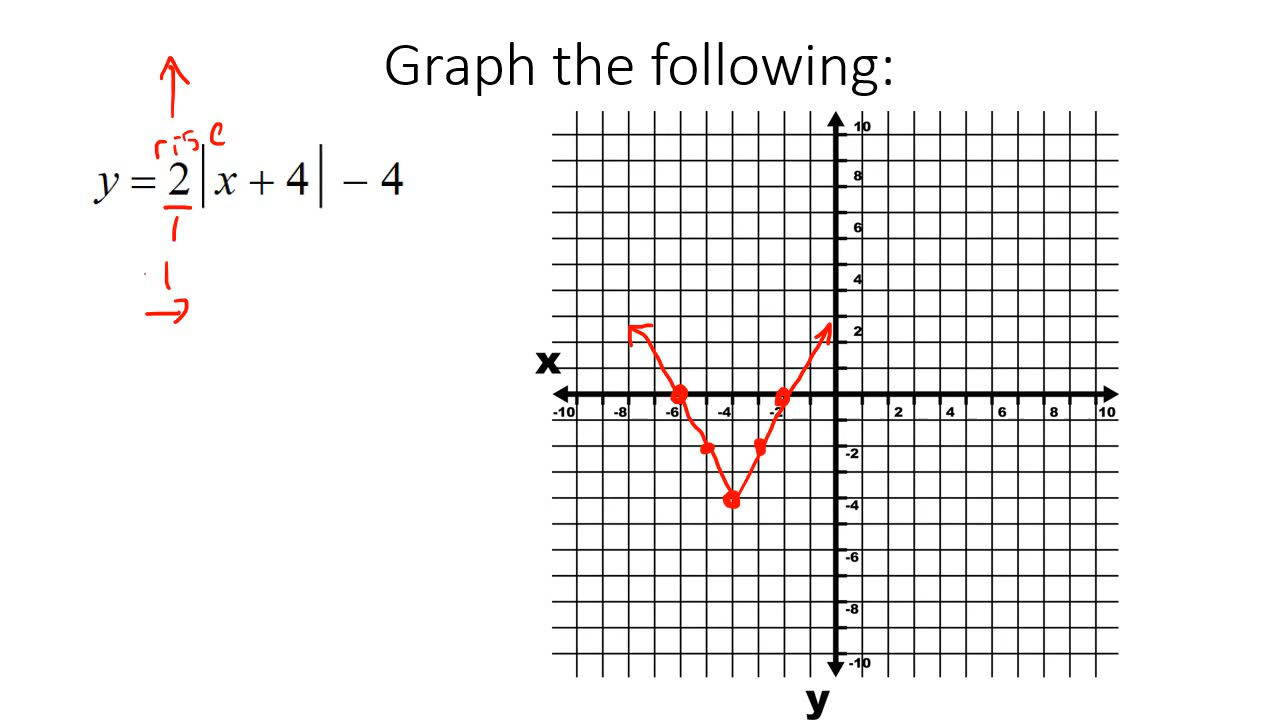 Graph the following:
rise
y = 2|x + 4| − 4
1
1
x
y
10
8
6
4
2
-10 -8 -6 -4 -2 2 4 6 8 10
-2
-4
-6
-8
-10